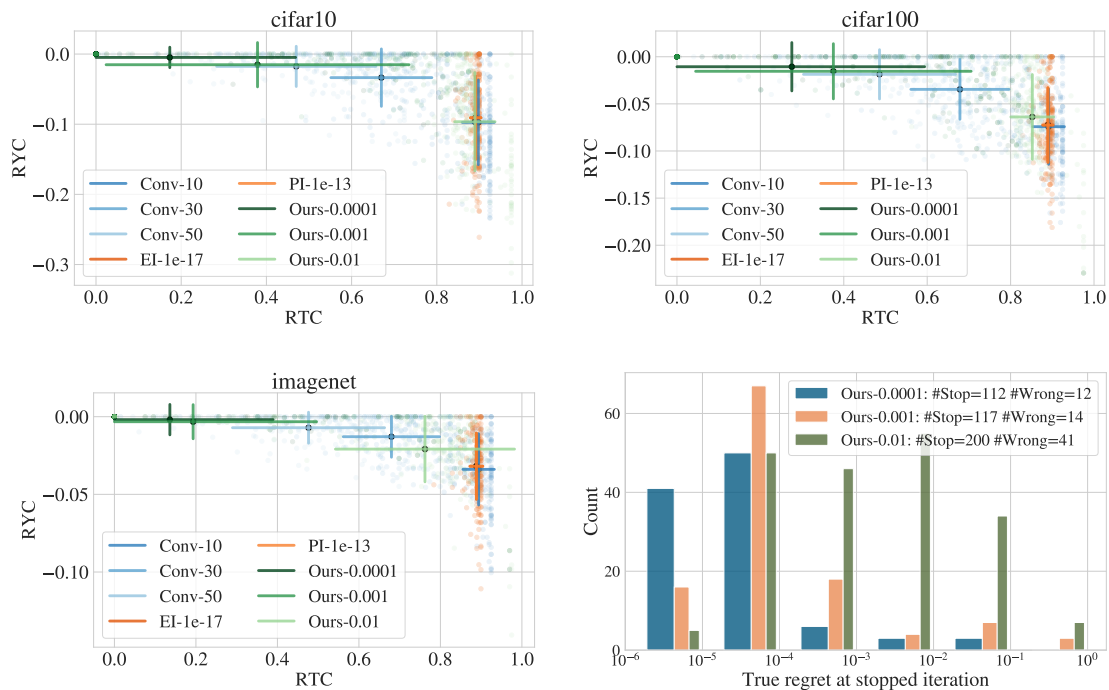 cifar10
0.0
−0.1
−0.2
−0.3
RYC
Conv-10
Conv-30
Conv-50
EI-1e-17
PI-1e-13
Ours-0.0001
Ours-0.001
Ours-0.01
0.0 0.2 0.4 0.6 0.8 1.0
RTC
cifar100
0.00
−0.05
−0.10
−0.15
−0.20
RYC
Conv-10
Conv-30
Conv-50
EI-1e-17
PI-1e-13
Ours-0.0001
Ours-0.001
Ours-0.01
0.0 0.2 0.4 0.6 0.8 1.0
RTC
imagenet
0.00
−0.05
−0.10
RYC
Conv-10
Conv-30
Conv-50
EI-1e-17
PI-1e-13
Ours-0.0001
Ours-0.001
Ours-0.01
0.0 0.2 0.4 0.6 0.8 1.0
RTC
Ours-0.0001: #Stop=112 #Wrong=12
Ours-0.001: #Stop=117 #Wrong=14
Ours-0.01: #Stop=200 #Wrong=41
60
40
20
0
Count
10⁻⁶ 10⁻⁵ 10⁻⁴ 10⁻³ 10⁻² 10⁻¹ 10⁰
True regret at stopped iteration